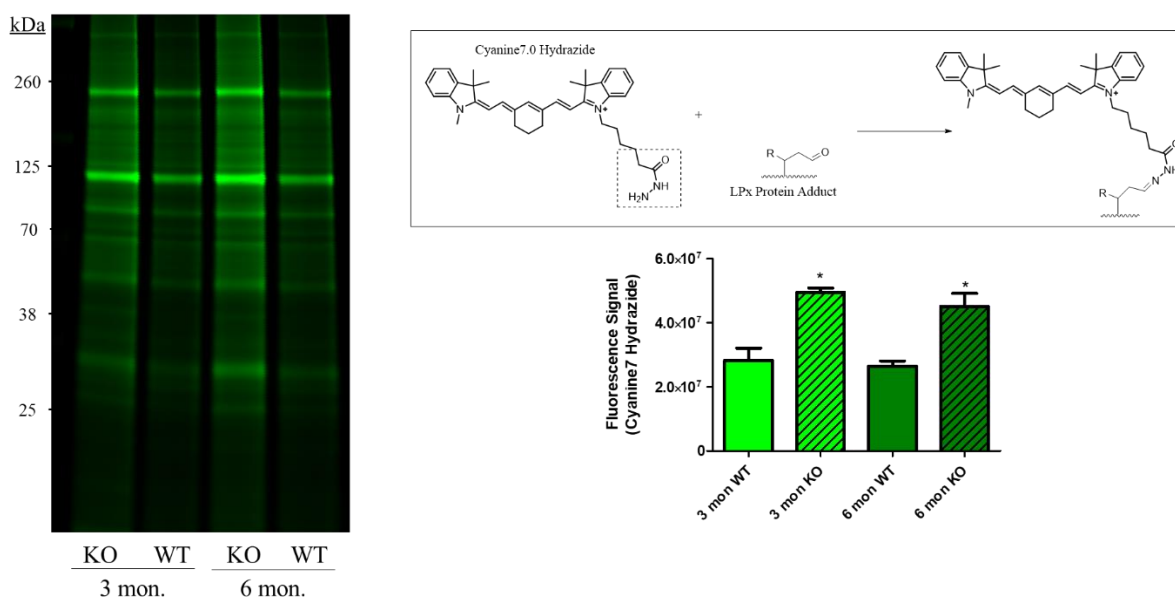 kDa
260
125
70
38
25
KO WT KO WT
3 mon. 6 mon.
Cyanine7.0 Hydrazide
N
N+
O
NH
H2N
+
R
O
LPx Protein Adduct
N
N+
O
NH
N
R
Fluorescence Signal
(Cyanine7 Hydrazide)
6.0×10⁷
4.0×10⁷
2.0×10⁷
0
*
*
3 mon WT
3 mon KO
6 mon WT
6 mon KO